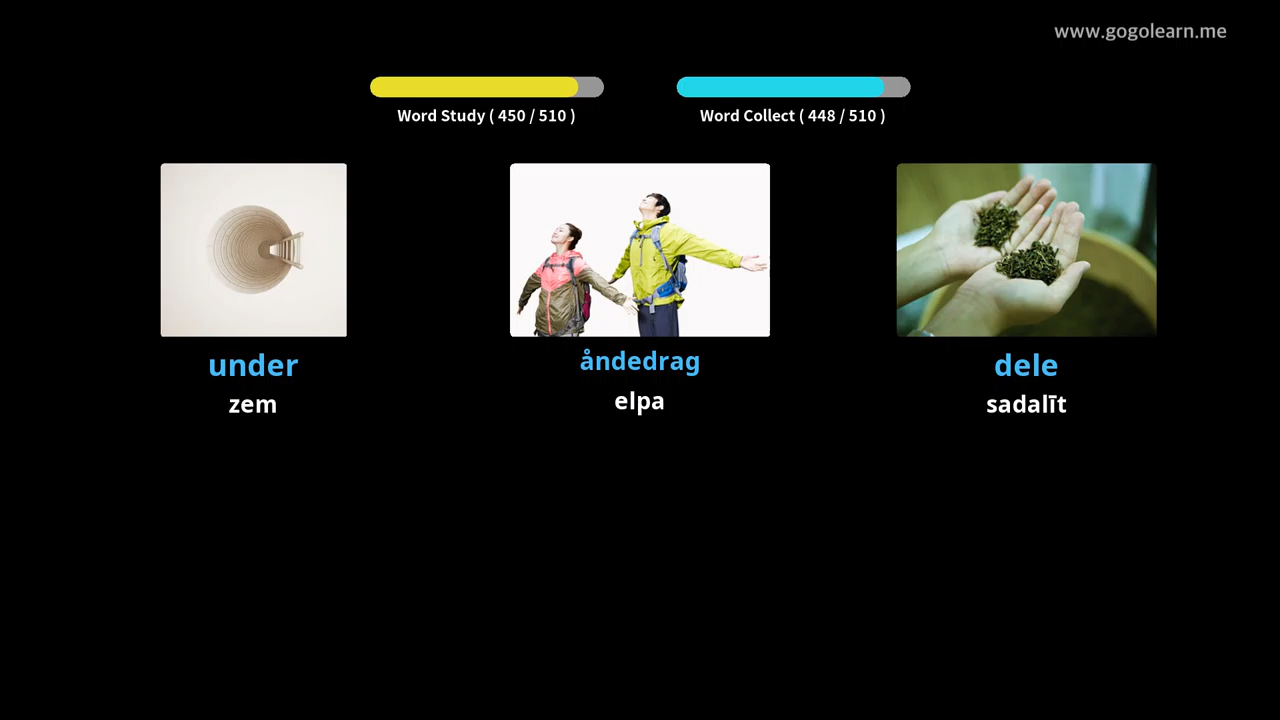 www.gogolearn.me
Word Study ( 450 / 510 )
Word Collect ( 448 / 510 )
under
zem
åndedrag
elpa
dele
sadalīt